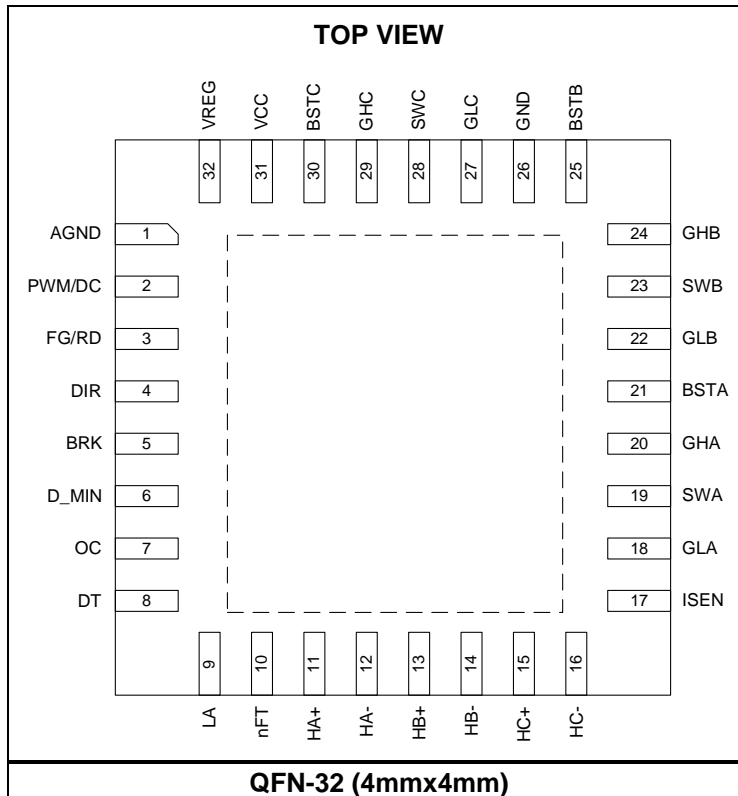 TOP VIEW
VREG VCC BSTC GHC SWC GLC GND BSTB
32 31 30 29 28 27 26 25
AGND 1 24 GHB
PWM/DC 2 23 SWB
FG/RD 3 22 GLB
DIR 4 21 BSTA
BRK 5 20 GHA
D_MIN 6 19 SWA
OC 7 18 GLA
DT 8 17 ISEN
9 10 11 12 13 14 15 16
LA nFT HA+ HA- HB+ HB- HC+ HC-
QFN-32 (4mmx4mm)